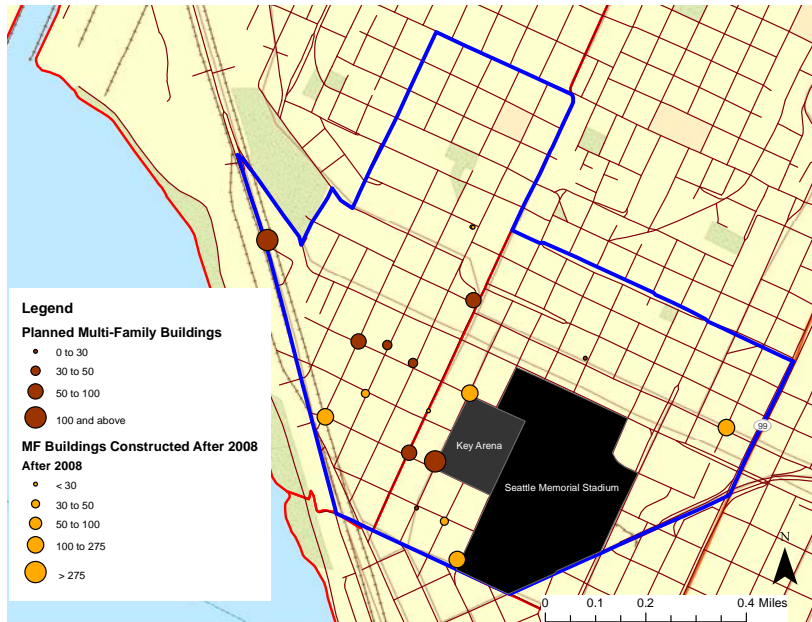 Legend
Planned Multi-Family Buildings
0 to 30
30 to 50
50 to 100
100 and above
MF Buildings Constructed After 2008
After 2008
< 30
30 to 50
50 to 100
100 to 275
> 275
Key Arena
99
Seattle Memorial Stadium
N
0 0.1 0.2 0.4 Miles